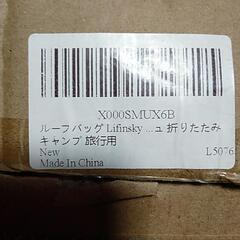 X000SMUX6B
ルーフバッグ Lifinsky ...ュ 折りたたみ
キャンプ 旅行用
New
L5076
Made In China